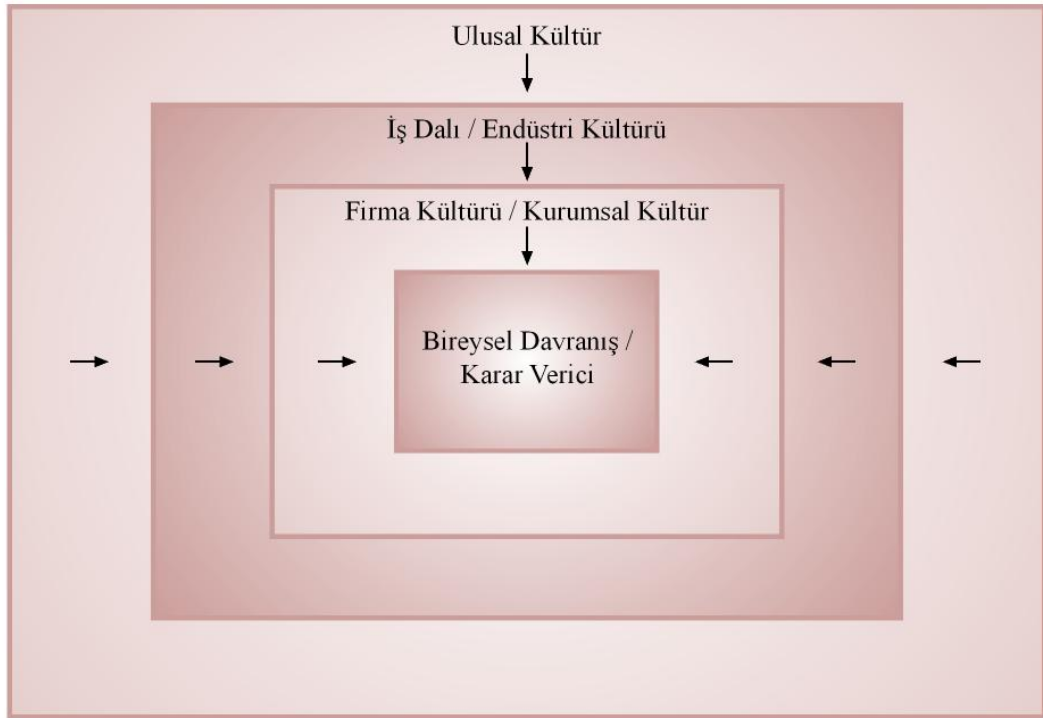 Ulusal Kültür
İş Dalı / Endüstri Kültürü
Firma Kültürü / Kurumsal Kültür
Bireysel Davranış /
Karar Verici